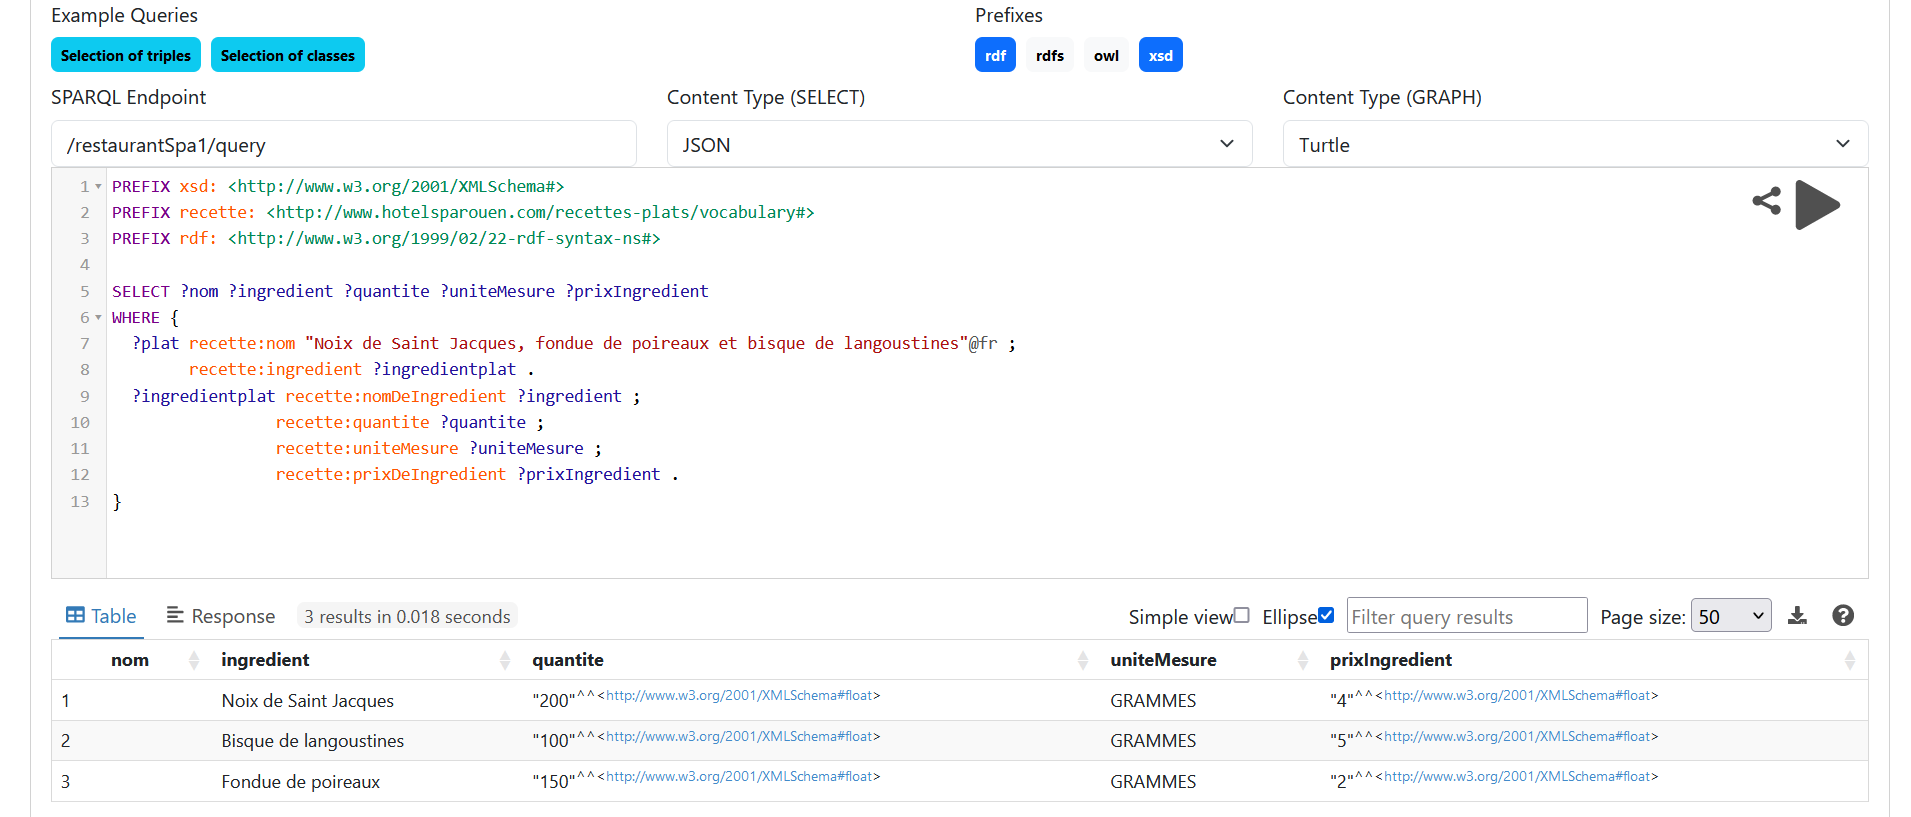 Example Queries
Prefixes
Selection of triples
Selection of classes
rdf
rdfs
owl
xsd
SPARQL Endpoint
Content Type (SELECT)
Content Type (GRAPH)
/restaurantSpa1/query
JSON
Turtle
1 PREFIX xsd: <http://www.w3.org/2001/XMLSchema#>
2 PREFIX recette: <http://www.hotelsparouen.com/recettes-plats/vocabulary#>
3 PREFIX rdf: <http://www.w3.org/1999/02/22-rdf-syntax-ns#>
4
5 SELECT ?nom ?ingredient ?quantite ?uniteMesure ?prixIngredient
6 WHERE {
7 ?plat recette:nom "Noix de Saint Jacques, fondue de poireaux et bisque de langoustines"@fr ;
8 recette:ingredient ?ingredientplat .
9 ?ingredientplat recette:nomDeIngredient ?ingredient ;
10 recette:quantite ?quantite ;
11 recette:uniteMesure ?uniteMesure ;
12 recette:prixDeIngredient ?prixIngredient .
13 }
Table
Response
3 results in 0.018 seconds
Simple view
Ellipse
Filter query results
Page size: 50
nom ingredient quantite uniteMesure prixIngredient
1 Noix de Saint Jacques "200"^^<http://www.w3.org/2001/XMLSchema#float> GRAMMES "4"^^<http://www.w3.org/2001/XMLSchema#float>
2 Bisque de langoustines "100"^^<http://www.w3.org/2001/XMLSchema#float> GRAMMES "5"^^<http://www.w3.org/2001/XMLSchema#float>
3 Fondue de poireaux "150"^^<http://www.w3.org/2001/XMLSchema#float> GRAMMES "2"^^<http://www.w3.org/2001/XMLSchema#float>